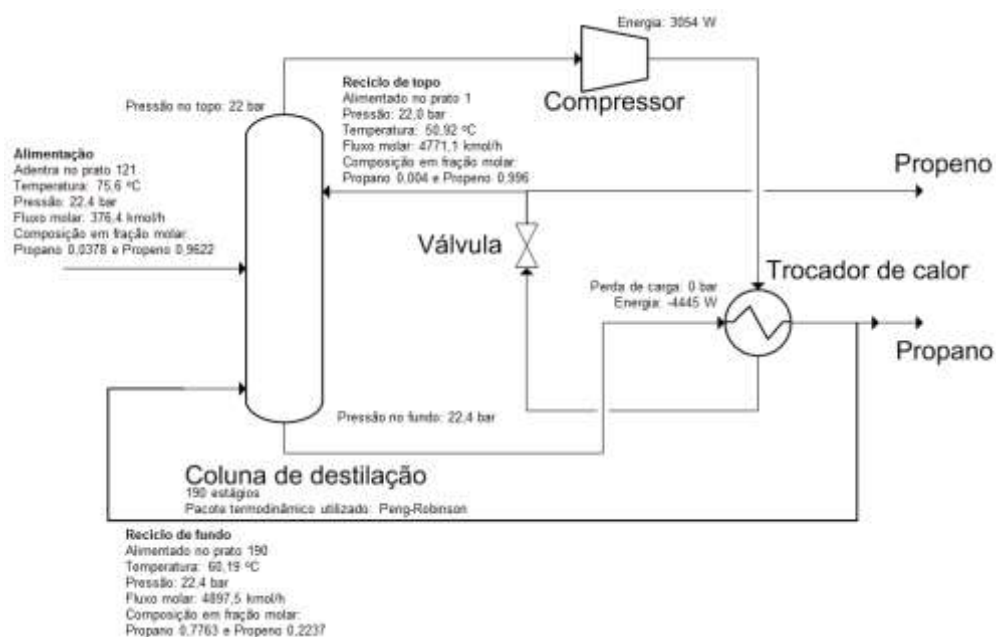 Energia: 3054 W
Compressor
Pressão no topo: 22 bar
Reciclo de topo
Alimentado no prato 1
Pressão: 22,0 bar
Temperatura: 50,92 ºC
Fluxo molar: 4771,1 kmol/h
Composição em fração molar:
Propano 0,004 e Propeno 0,996
Alimentação
Adentra no prato 121
Temperatura: 75,6 ºC
Pressão: 22,4 bar
Fluxo molar: 376,4 kmol/h
Composição em fração molar:
Propano 0,0378 e Propeno 0,9622
Propeno
Válvula
Trocador de calor
Perda de carga: 0 bar
Energia: -4445 W
Propano
Pressão no fundo: 22,4 bar
Coluna de destilação
190 estágios
Pacote termodinâmico utilizado: Peng-Robinson
Reciclo de fundo
Alimentado no prato 190
Temperatura: 60,19 ºC
Pressão: 22,4 bar
Fluxo molar: 4897,5 kmol/h
Composição em fração molar:
Propano 0,7763 e Propeno 0,2237